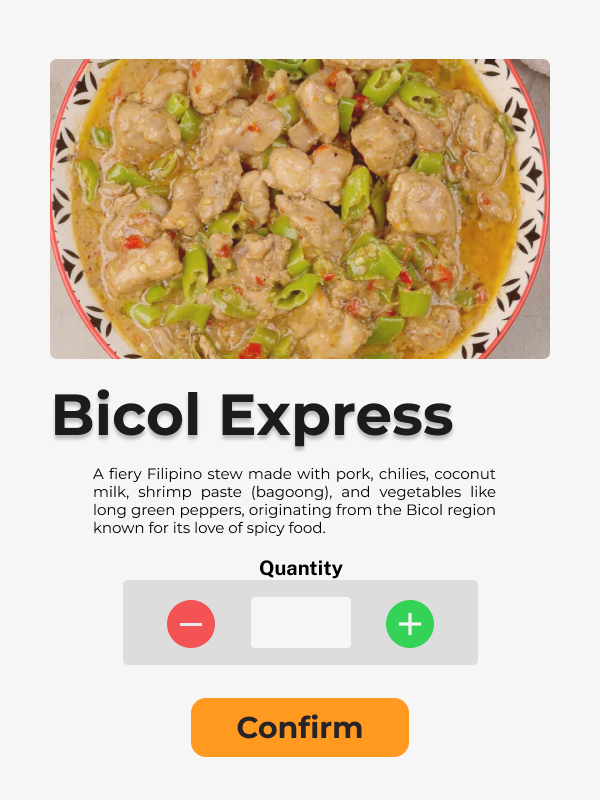 Bicol Express
A fiery Filipino stew made with pork, chilies, coconut
milk, shrimp paste (bagoong), and vegetables like
long green peppers, originating from the Bicol region
known for its love of spicy food.
Quantity
Confirm